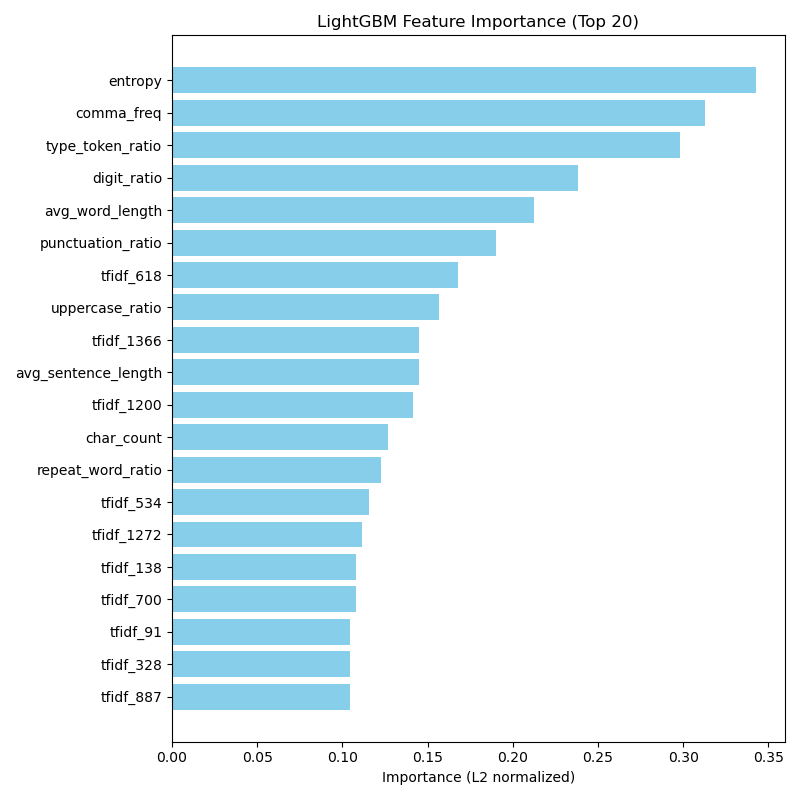 LightGBM Feature Importance (Top 20)
entropy
comma_freq
type_token_ratio
digit_ratio
avg_word_length
punctuation_ratio
tfidf_618
uppercase_ratio
tfidf_1366
avg_sentence_length
tfidf_1200
char_count
repeat_word_ratio
tfidf_534
tfidf_1272
tfidf_138
tfidf_700
tfidf_91
tfidf_328
tfidf_887
0.00 0.05 0.10 0.15 0.20 0.25 0.30 0.35
Importance (L2 normalized)